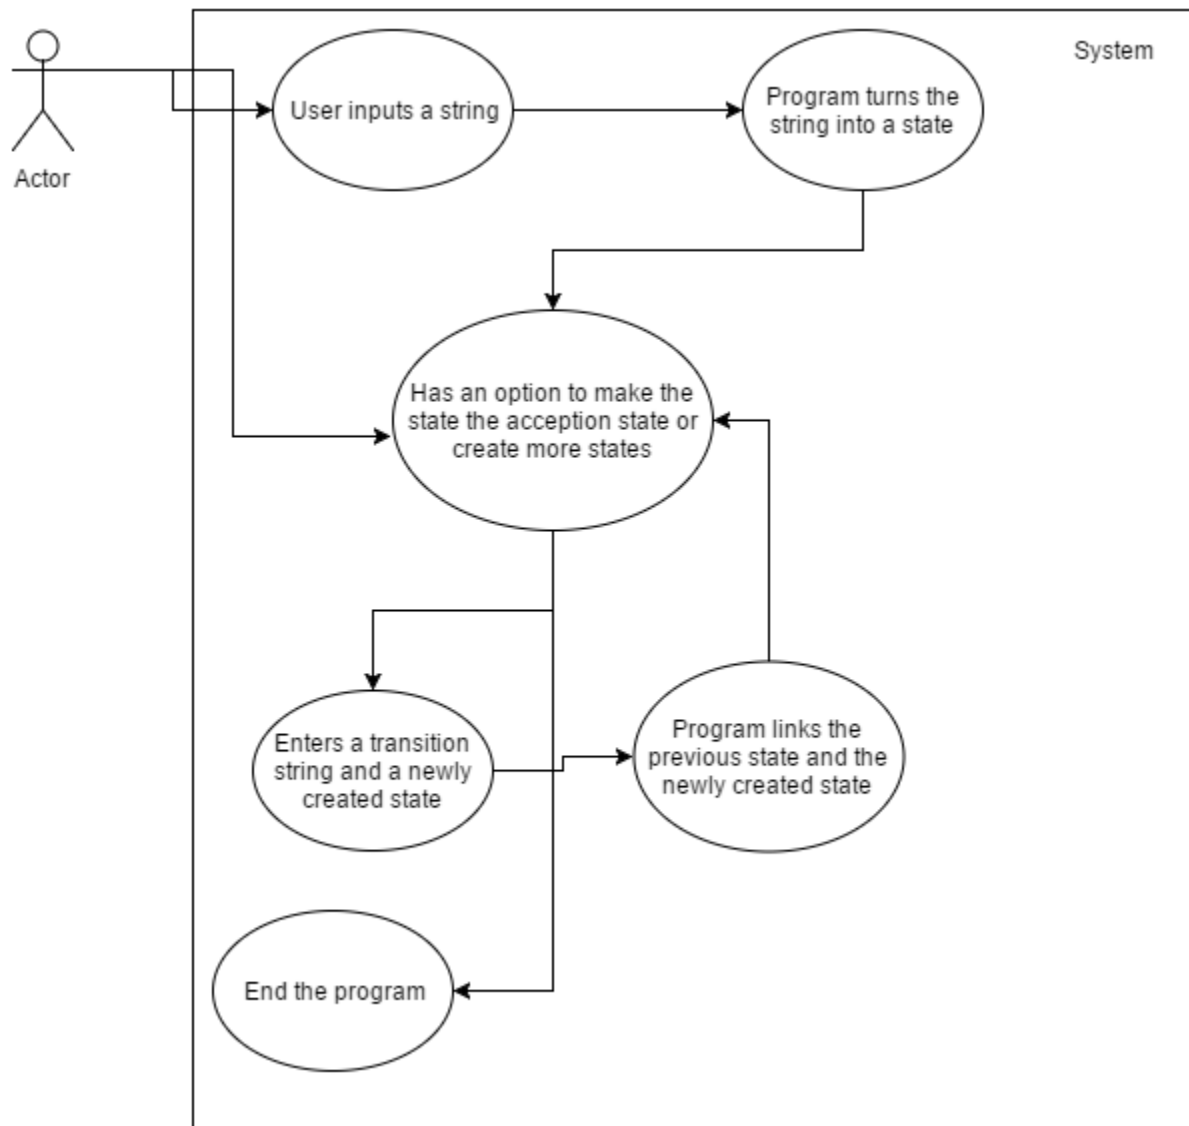 System
User inputs a string
Program turns the
string into a state
Actor
Has an option to make the
state the acception state or
create more states
Enters a transition
string and a newly
created state
Program links the
previous state and the
newly created state
End the program